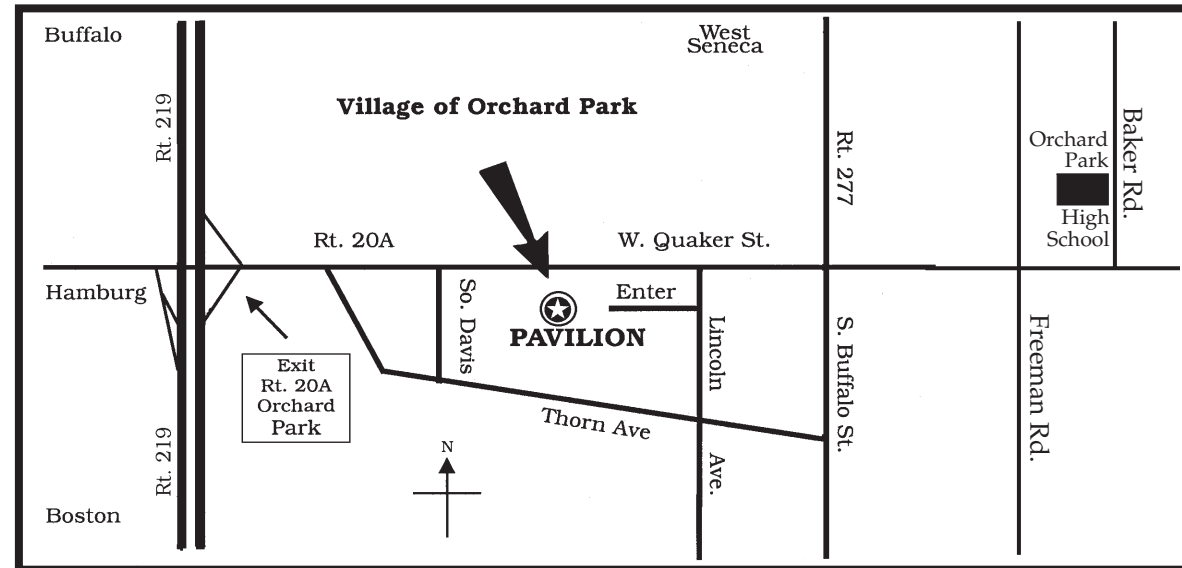 Buffalo
West
Seneca
Village of Orchard Park
Rt. 219
Rt. 277
Orchard
Park
High
School
Baker Rd.
Rt. 20A
W. Quaker St.
Hamburg
So. Davis
Enter
PAVILION
Lincoln
Ave.
S. Buffalo St.
Freeman Rd.
Exit
Rt. 20A
Orchard
Park
Thorn Ave
Rt. 219
N
Boston